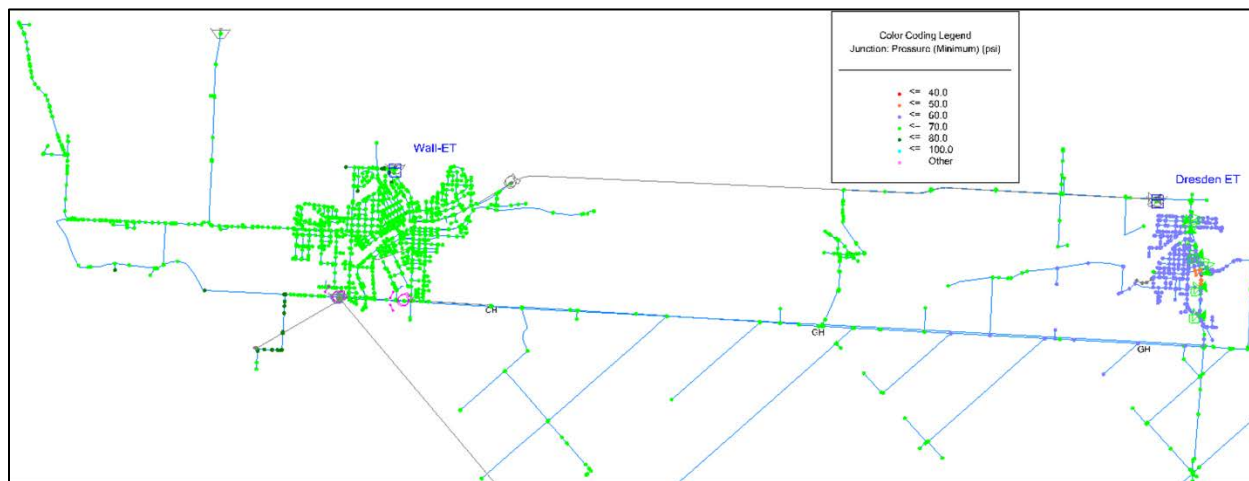 Color Coding Legend
Junction: Pressure (Minimum) (psi)
<= 40.0
<= 50.0
<= 60.0
<= 70.0
<= 80.0
<= 100.0
Other
Wall-ET
Dresden ET
GH
GH
GH